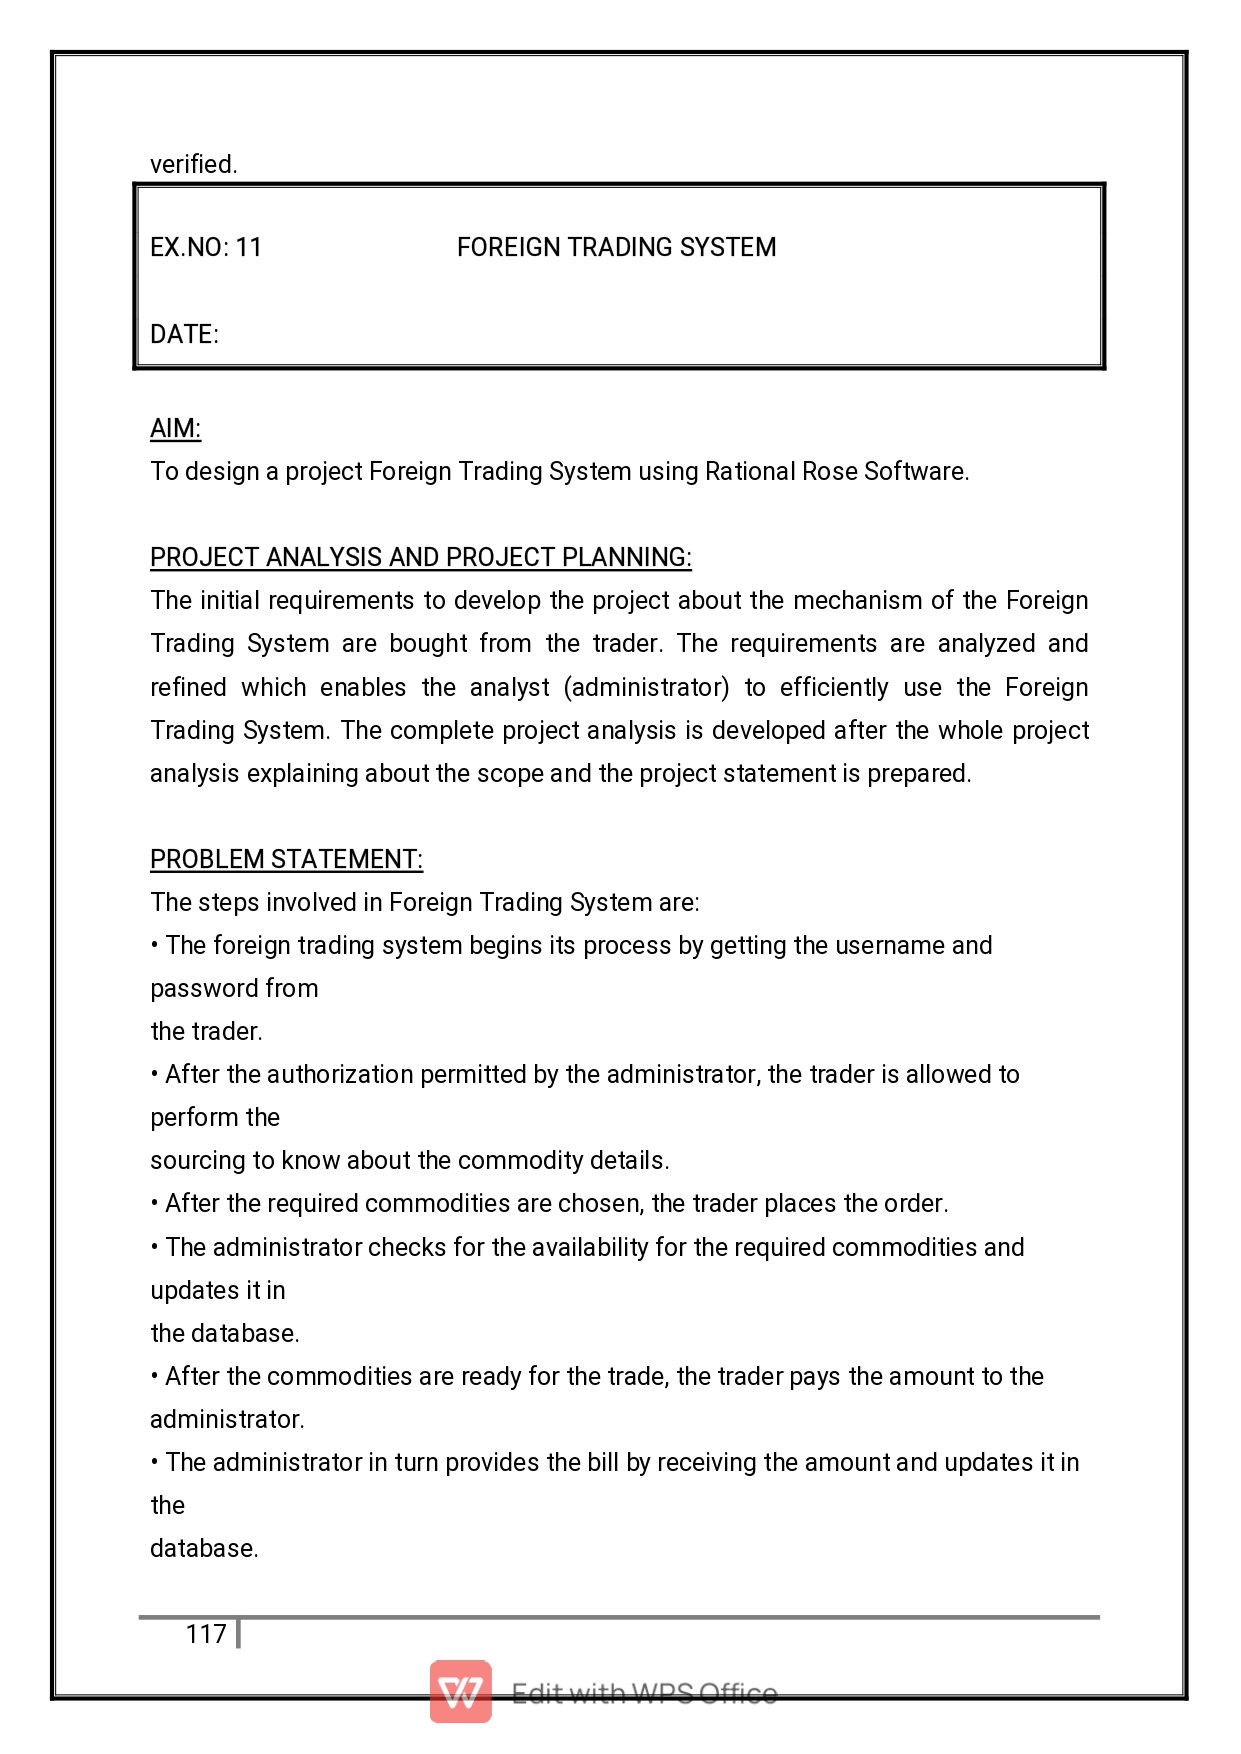 verified.
EX.NO: 11 FOREIGN TRADING SYSTEM
DATE:
AIM:
To design a project Foreign Trading System using Rational Rose Software.
PROJECT ANALYSIS AND PROJECT PLANNING:
The initial requirements to develop the project about the mechanism of the Foreign
Trading System are bought from the trader. The requirements are analyzed and
refined which enables the analyst (administrator) to efficiently use the Foreign
Trading System. The complete project analysis is developed after the whole project
analysis explaining about the scope and the project statement is prepared.
PROBLEM STATEMENT:
The steps involved in Foreign Trading System are:
• The foreign trading system begins its process by getting the username and
password from
the trader.
• After the authorization permitted by the administrator, the trader is allowed to
perform the
sourcing to know about the commodity details.
• After the required commodities are chosen, the trader places the order.
• The administrator checks for the availability for the required commodities and
updates it in
the database.
• After the commodities are ready for the trade, the trader pays the amount to the
administrator.
• The administrator in turn provides the bill by receiving the amount and updates it in
the
database.
117
Edit with WPS Office